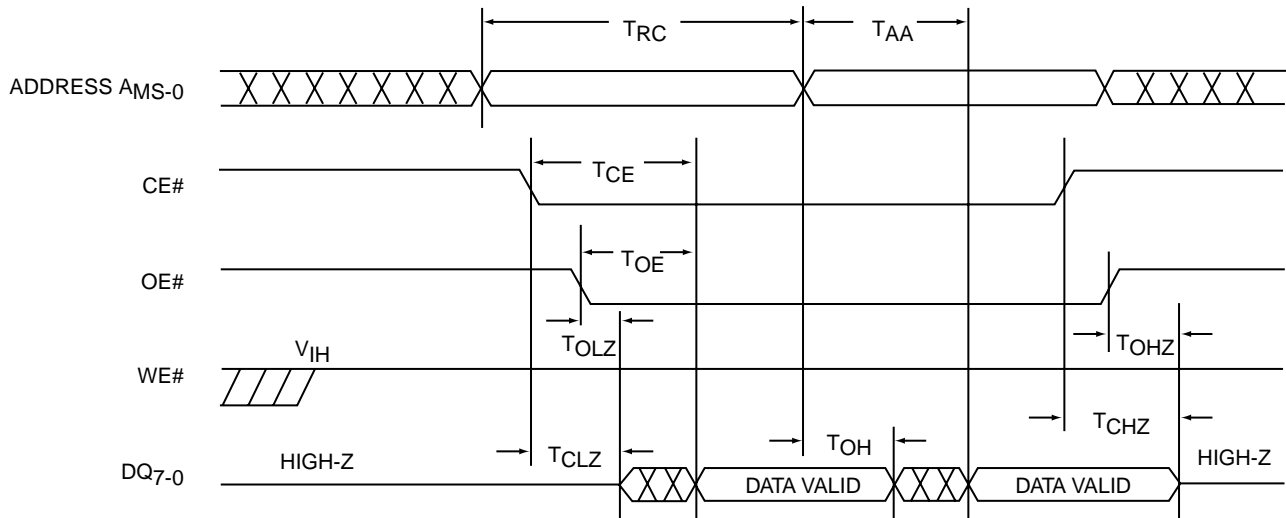 TRC
TAA
ADDRESS AMS-0
TCE
CE#
TOE
OE#
TOLZ
TOHZ
VIH
WE#
TCHZ
TCLZ
TOH
HIGH-Z
HIGH-Z
DQ7-0
DATA VALID
DATA VALID